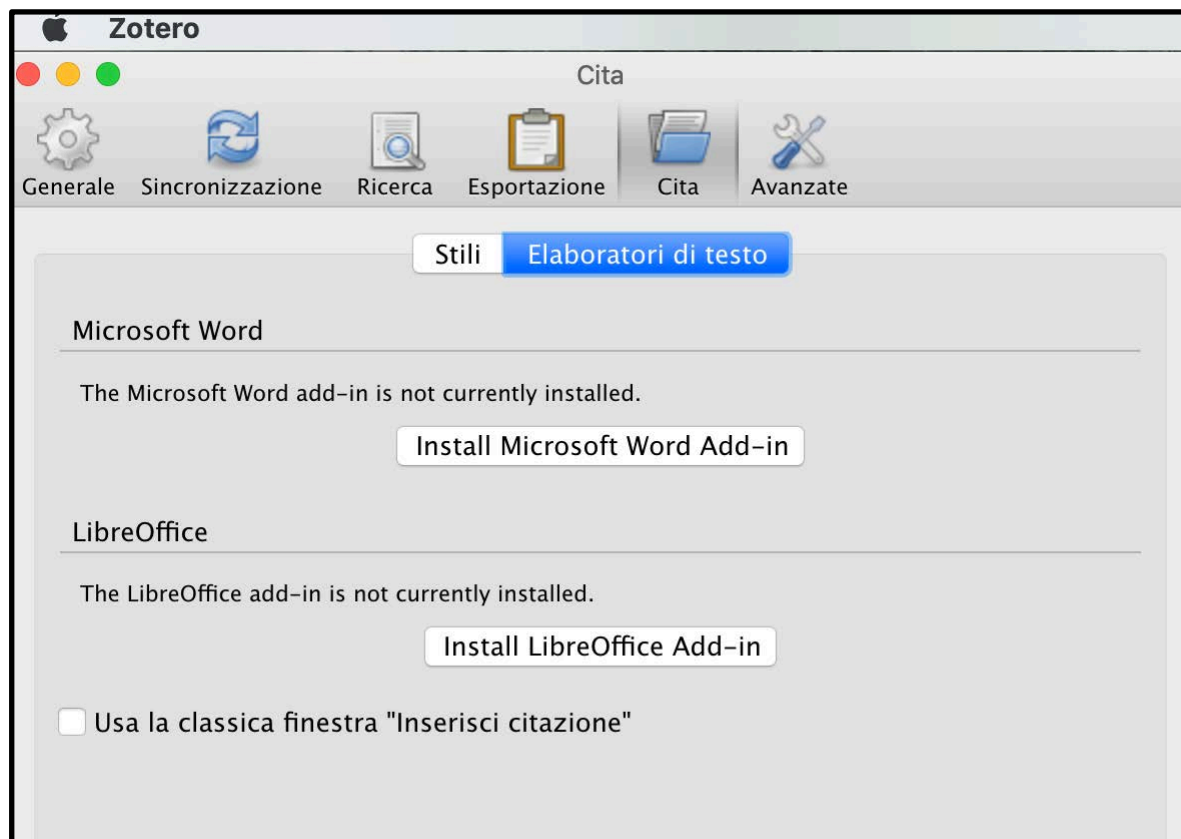 Zotero
Cita
Generale Sincronizzazione Ricerca Esportazione Cita Avanzate
Stili Elaboratori di testo
Microsoft Word
The Microsoft Word add-in is not currently installed.
Install Microsoft Word Add-in
LibreOffice
The LibreOffice add-in is not currently installed.
Install LibreOffice Add-in
Usa la classica finestra "Inserisci citazione"